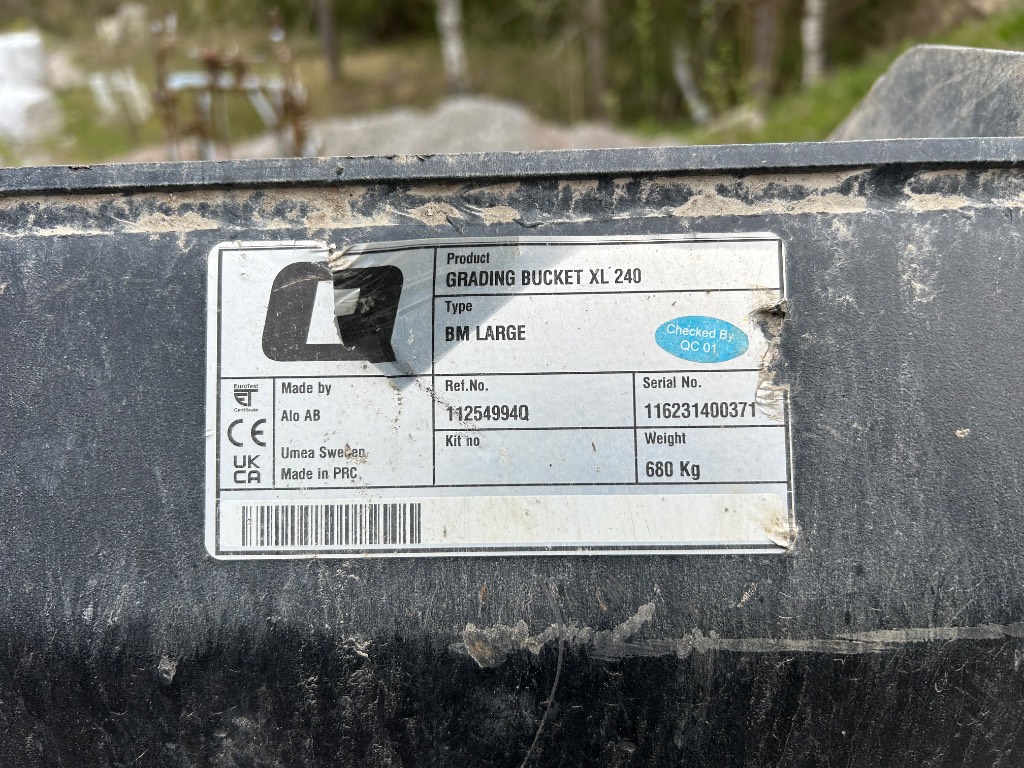 Product
GRADING BUCKET XL 240
Type
BM LARGE
Checked By
QC 01
EuroTest
ET
Certificate
CE
UK
CA
Made by
Alo AB
Umea Sweden
Made in PRC
Ref.No.
11254994Q
Serial No.
116231400371
Kit no
Weight
680 Kg